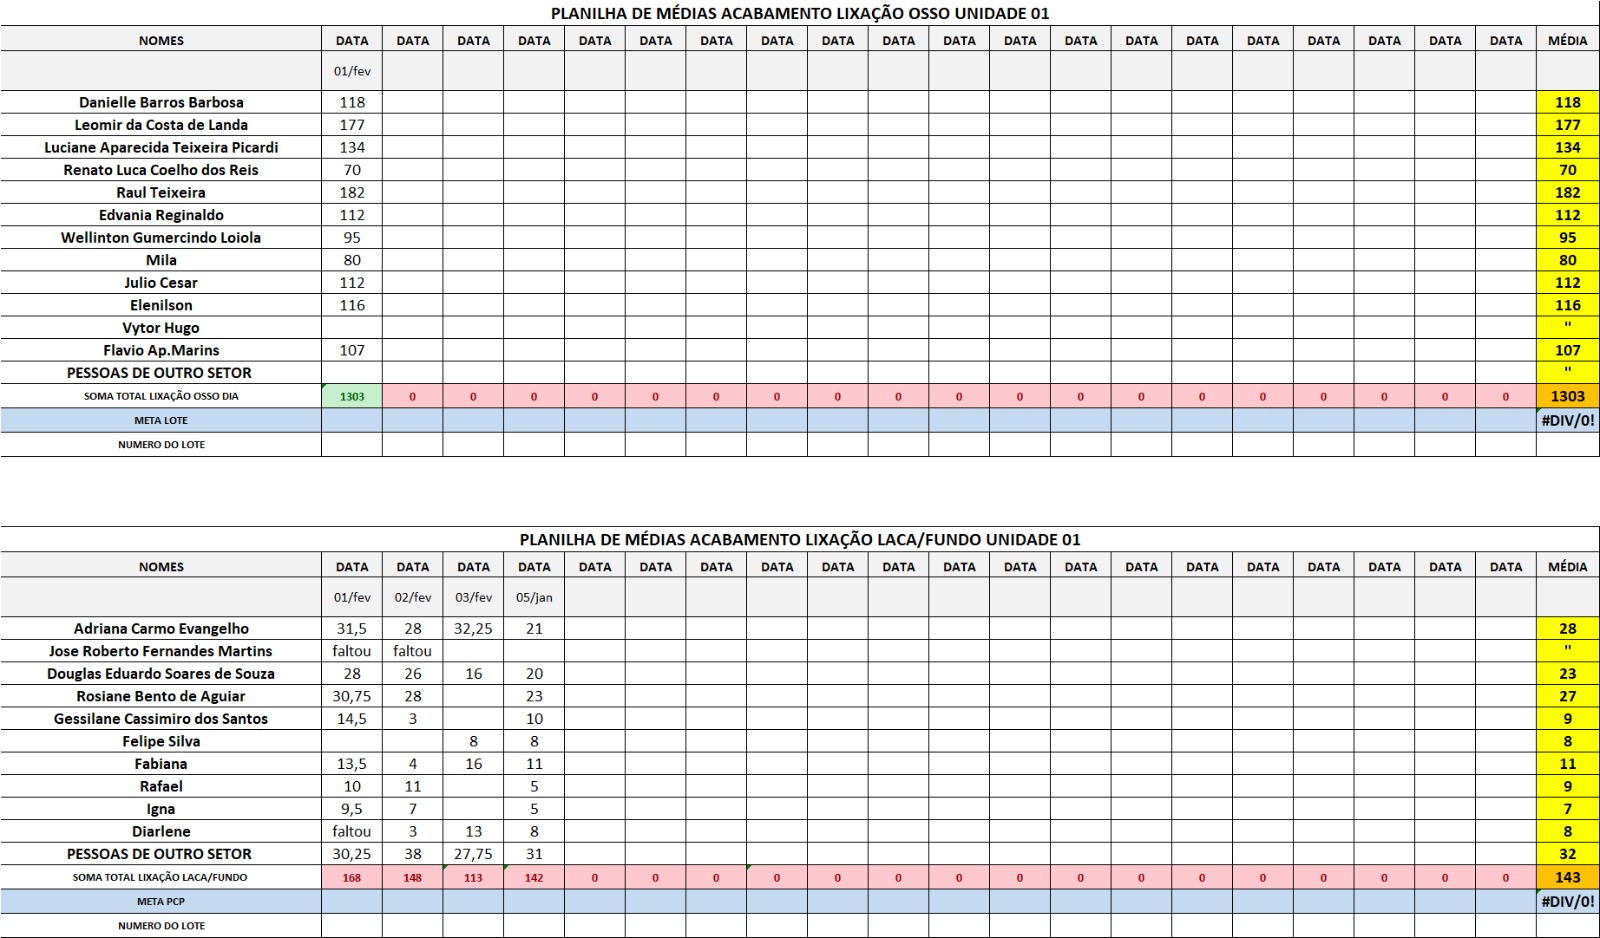 PLANILHA DE MÉDIAS ACABAMENTO LIXAÇÃO OSSO UNIDADE 01
NOMES DATA DATA DATA DATA DATA DATA DATA DATA DATA DATA DATA DATA DATA DATA DATA DATA DATA DATA DATA DATA MÉDIA
01/fev
Danielle Barros Barbosa 118 118
Leomir da Costa de Landa 177 177
Luciane Aparecida Teixeira Picardi 134 134
Renato Luca Coelho dos Reis 70 70
Raul Teixeira 182 182
Edvania Reginaldo 112 112
Wellinton Gumercindo Loiola 95 95
Mila 80 80
Julio Cesar 112 112
Elenilson 116 116
Vytor Hugo "
Flavio Ap.Marins 107 107
PESSOAS DE OUTRO SETOR "
SOMA TOTAL LIXAÇÃO OSSO DIA 1303 0 0 0 0 0 0 0 0 0 0 0 0 0 0 0 0 0 0 0 1303
META LOTE #DIV/0!
NUMERO DO LOTE
PLANILHA DE MÉDIAS ACABAMENTO LIXAÇÃO LACA/FUNDO UNIDADE 01
NOMES DATA DATA DATA DATA DATA DATA DATA DATA DATA DATA DATA DATA DATA DATA DATA DATA DATA DATA DATA DATA MÉDIA
01/fev 02/fev 03/fev 05/jan
Adriana Carmo Evangelho 31,5 28 32,25 21 28
Jose Roberto Fernandes Martins faltou faltou "
Douglas Eduardo Soares de Souza 28 26 16 20 23
Rosiane Bento de Aguiar 30,75 28 23 27
Gessilane Cassimiro dos Santos 14,5 3 10 9
Felipe Silva 8 8 8
Fabiana 13,5 4 16 11 11
Rafael 10 11 5 9
Igna 9,5 7 5 7
Diarlene faltou 3 13 8 8
PESSOAS DE OUTRO SETOR 30,25 38 27,75 31 32
SOMA TOTAL LIXAÇÃO LACA/FUNDO 168 148 113 142 0 0 0 0 0 0 0 0 0 0 0 0 0 0 0 0 143
META PCP #DIV/0!
NUMERO DO LOTE